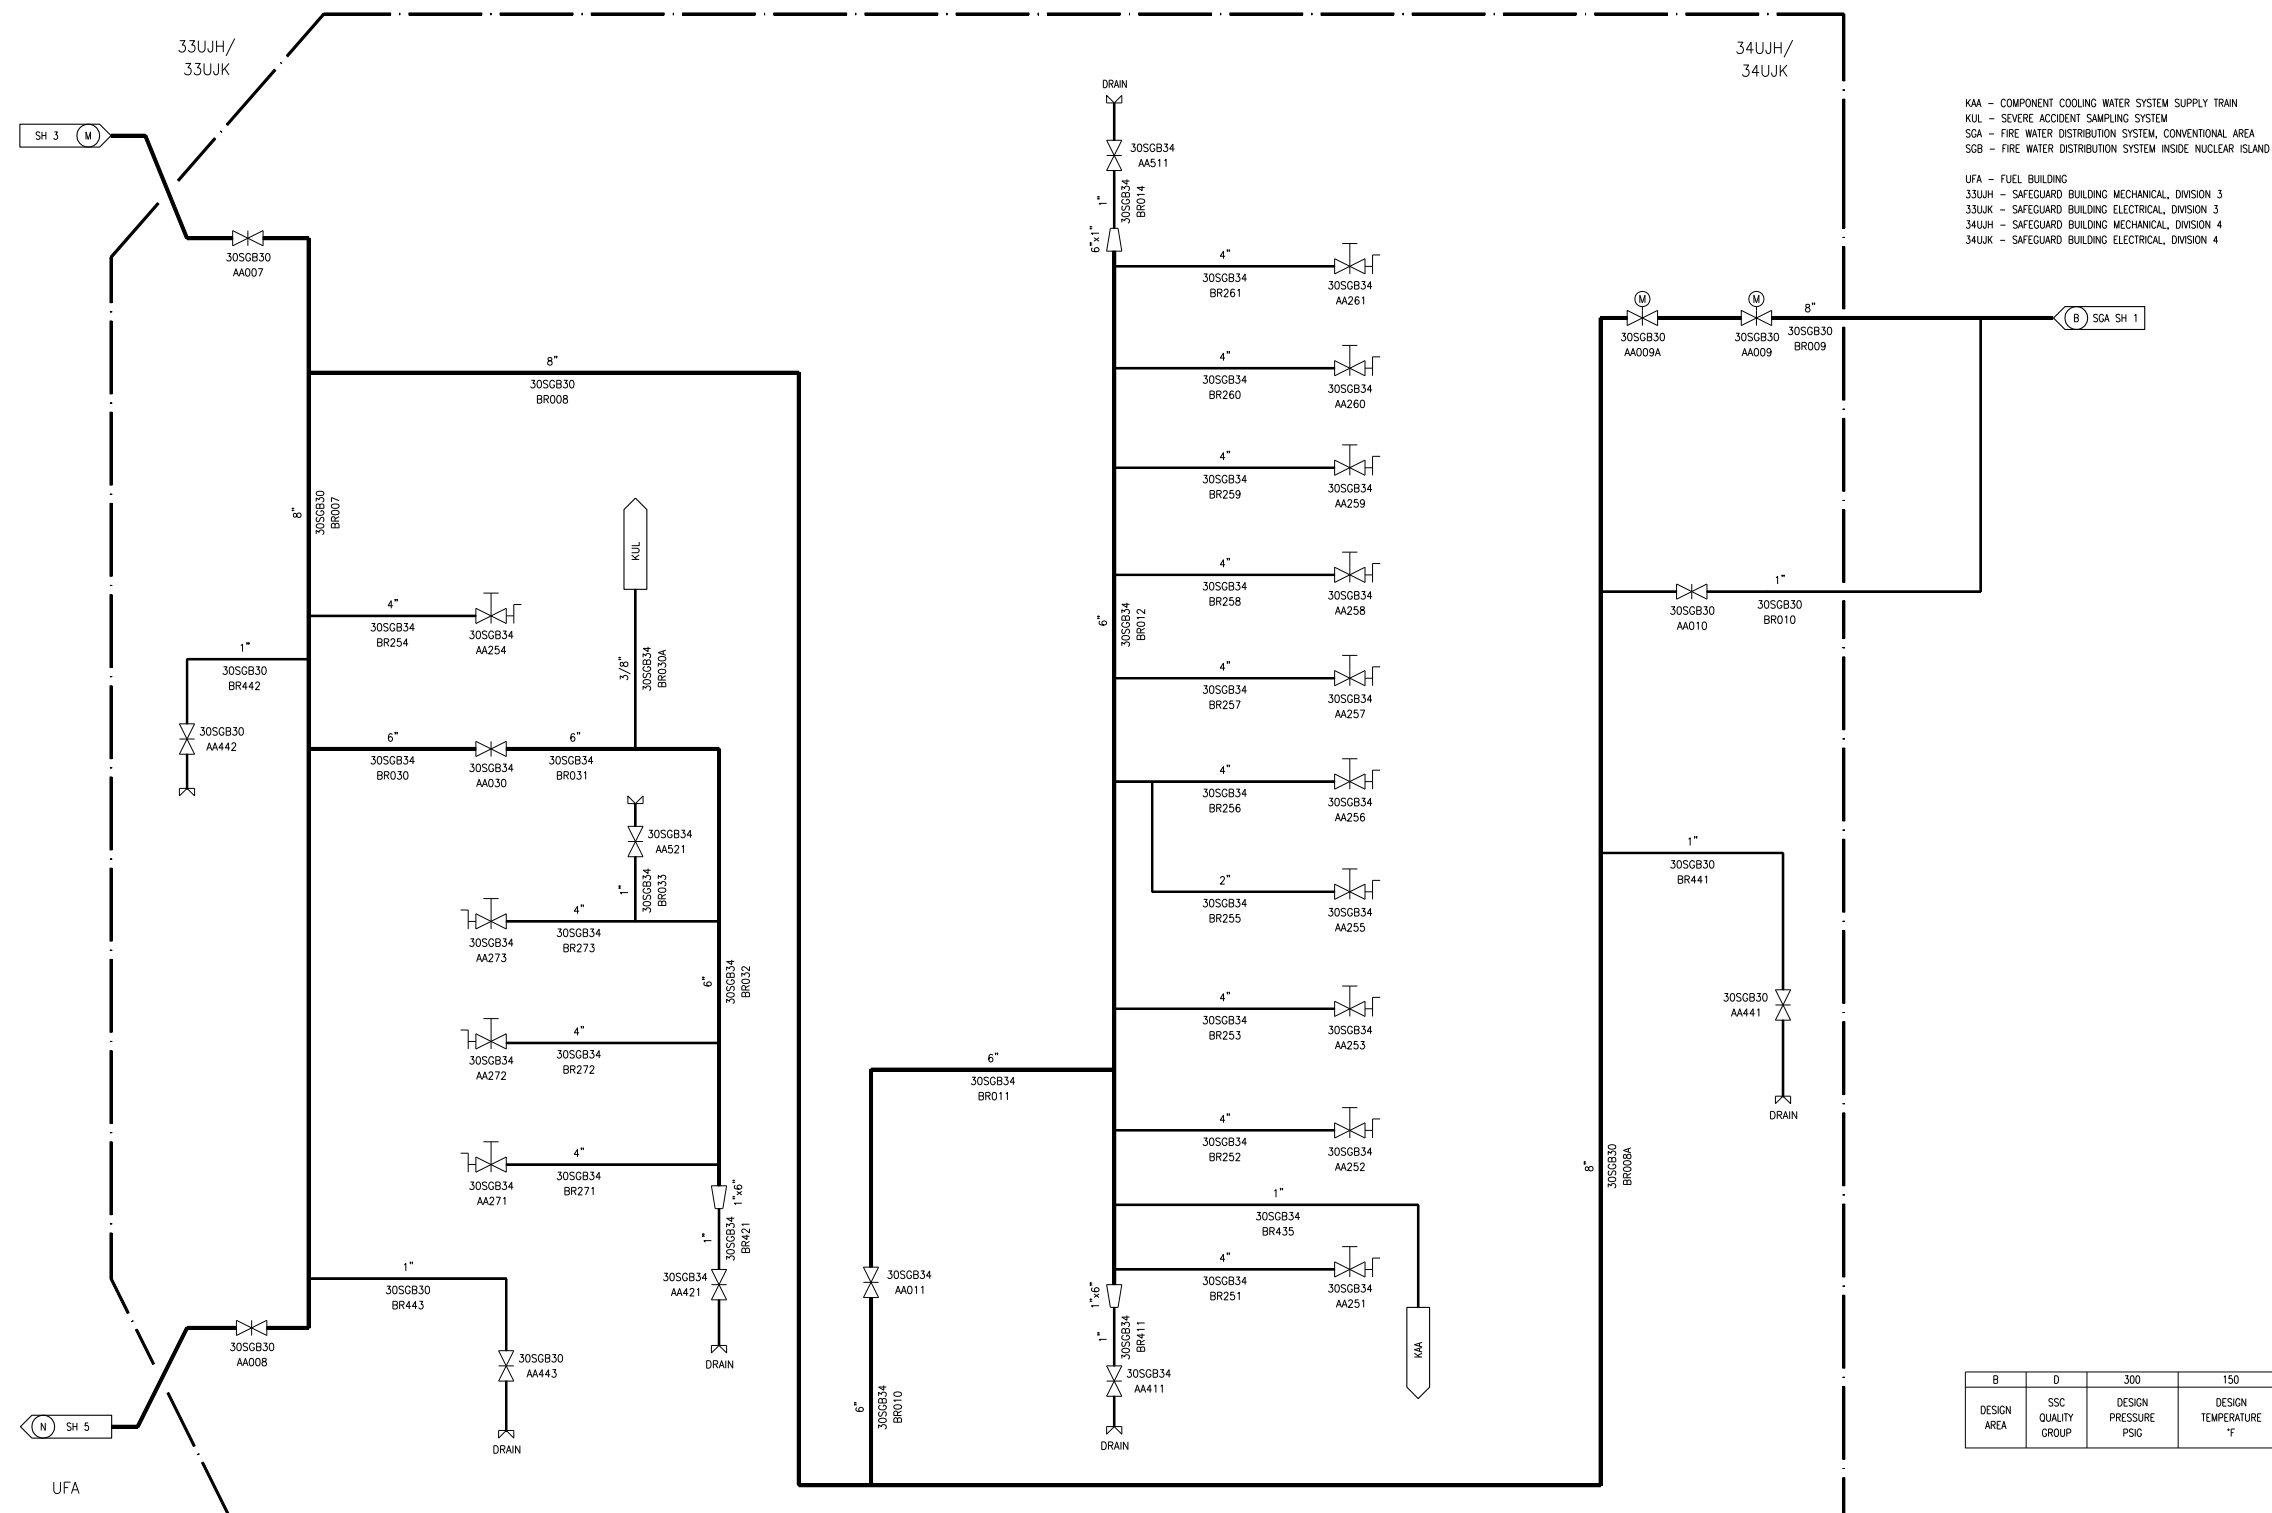 33UJH/
33UJK
34UJH/
34UJK
KAA – COMPONENT COOLING WATER SYSTEM SUPPLY TRAIN
KUL – SEVERE ACCIDENT SAMPLING SYSTEM
SGA – FIRE WATER DISTRIBUTION SYSTEM, CONVENTIONAL AREA
SGB – FIRE WATER DISTRIBUTION SYSTEM INSIDE NUCLEAR ISLAND
UFA – FUEL BUILDING
33UJH – SAFEGUARD BUILDING MECHANICAL, DIVISION 3
33UJK – SAFEGUARD BUILDING ELECTRICAL, DIVISION 3
34UJH – SAFEGUARD BUILDING MECHANICAL, DIVISION 4
34UJK – SAFEGUARD BUILDING ELECTRICAL, DIVISION 4
SH 3 M
30SGB30
AA007
8"
30SGB30
BR008
8"
30SGB30
BR007
4"
30SGB34
BR254
30SGB34
AA254
1"
30SGB30
BR442
30SGB30
AA442
KUL
3/8"
30SGB34
BR030A
6"
30SGB34
BR030
30SGB34
AA030
6"
30SGB34
BR031
30SGB34
AA521
1"
30SGB34
BR033
30SGB34
AA273
4"
30SGB34
BR273
6"
30SGB34
BR032
30SGB34
AA272
4"
30SGB34
BR272
30SGB34
AA271
4"
30SGB34
BR271
1"x6"
1"
30SGB34
BR421
30SGB34
AA421
DRAIN
1"
30SGB30
BR443
30SGB30
AA443
DRAIN
30SGB30
AA008
N SH 5
UFA
DRAIN
30SGB34
AA511
1"
30SGB34
BR014
6"x1"
4"
30SGB34
BR261
30SGB34
AA261
4"
30SGB34
BR260
30SGB34
AA260
4"
30SGB34
BR259
30SGB34
AA259
4"
30SGB34
BR258
30SGB34
AA258
6"
30SGB34
BR012
4"
30SGB34
BR257
30SGB34
AA257
4"
30SGB34
BR256
30SGB34
AA256
2"
30SGB34
BR255
30SGB34
AA255
4"
30SGB34
BR253
30SGB34
AA253
6"
30SGB34
BR011
4"
30SGB34
BR252
30SGB34
AA252
1"
30SGB34
BR435
4"
30SGB34
BR251
30SGB34
AA251
KAA
30SGB34
AA011
6"
30SGB34
BR010
1"x6"
1"
30SGB34
BR411
30SGB34
AA411
DRAIN
M
30SGB30
AA009A
M
30SGB30
AA009
8"
30SGB30
BR009
B SGA SH 1
30SGB30
AA010
1"
30SGB30
BR010
1"
30SGB30
BR441
30SGB30
AA441
DRAIN
8"
30SGB30
BR008A
B D 300 150
DESIGN
AREA
SSC
QUALITY
GROUP
DESIGN
PRESSURE
PSIG
DESIGN
TEMPERATURE
°F